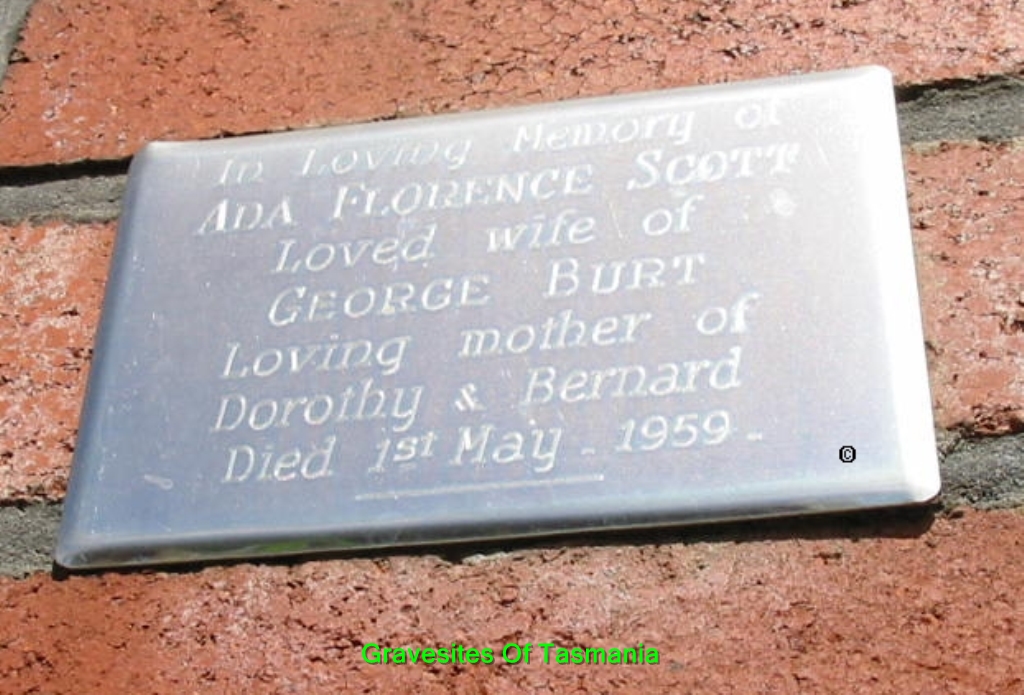 In Loving Memory of
ADA FLORENCE SCOTT
Loved wife of
GEORGE BURT
Loving mother of
Dorothy & Bernard
Died 1st May - 1959 -
©
Gravesites Of Tasmania